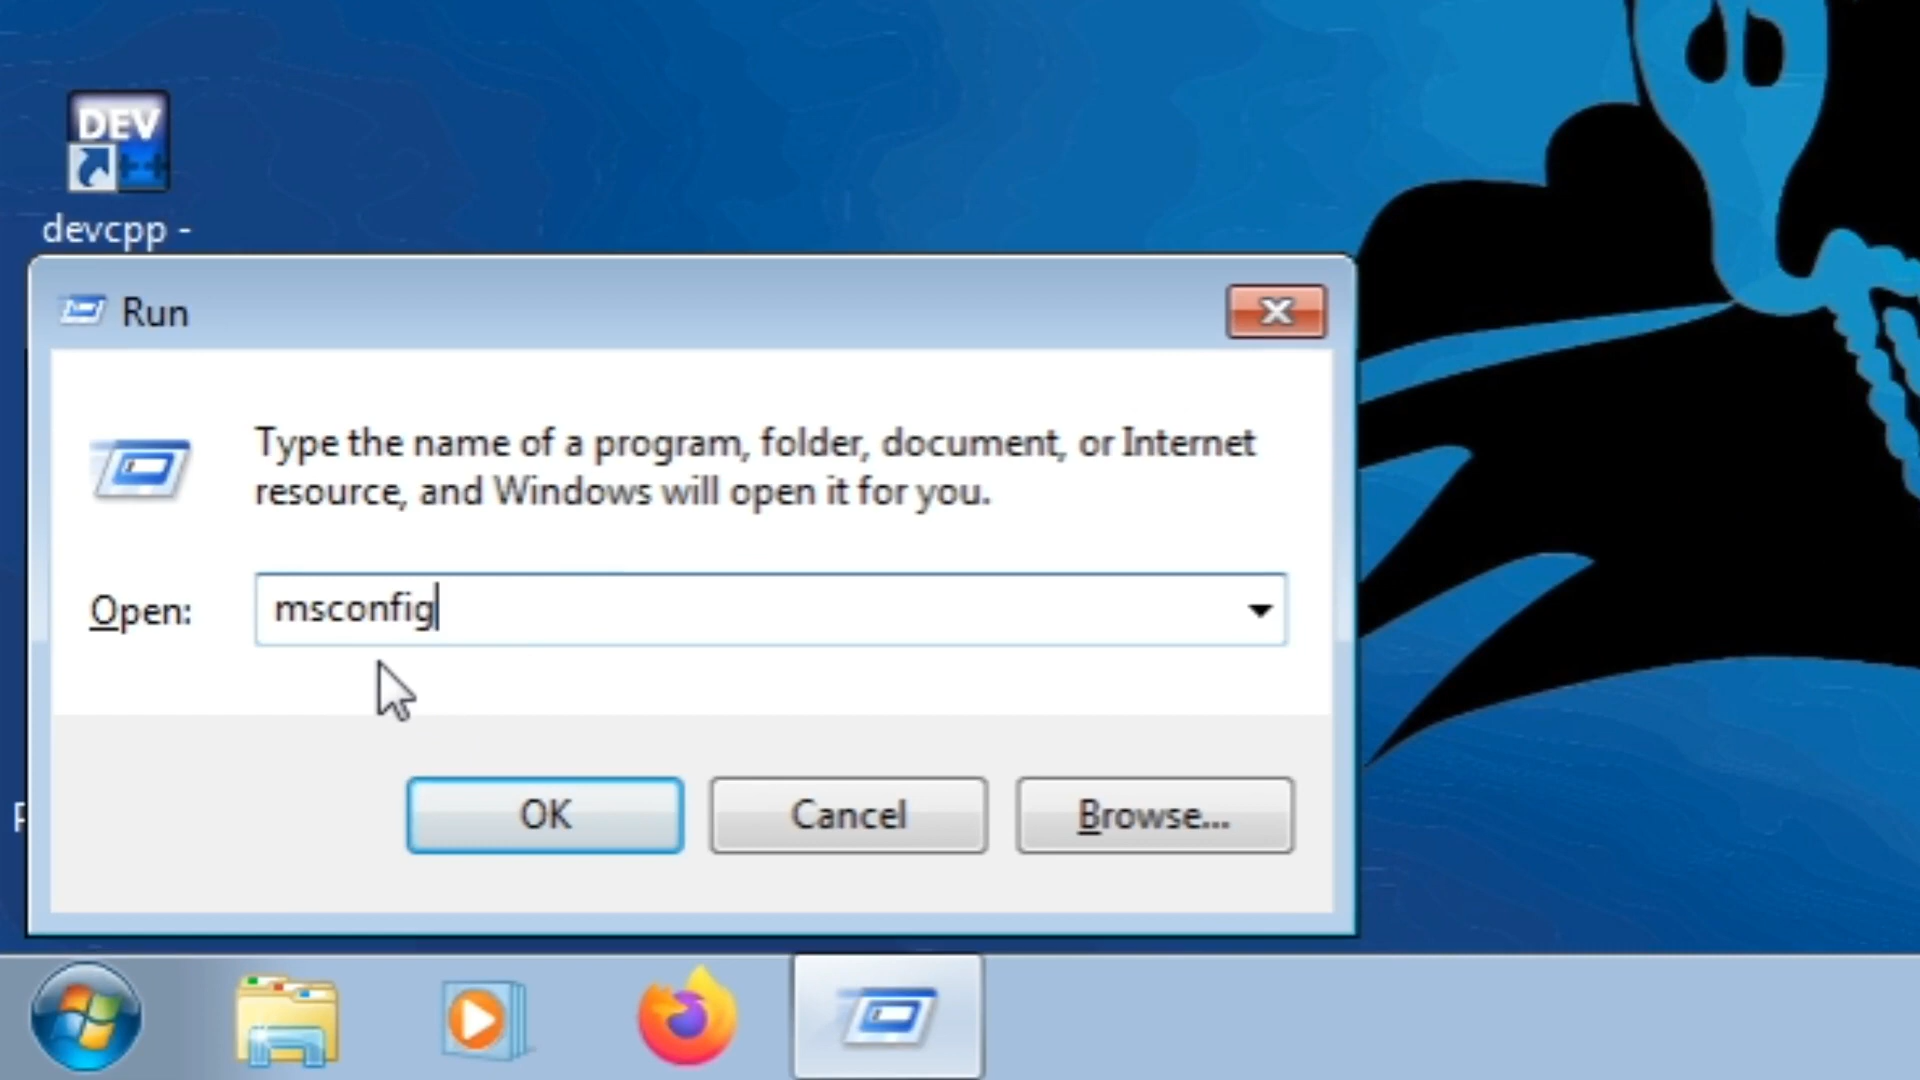 DEV
devcpp -
Run
Type the name of a program, folder, document, or Internet
resource, and Windows will open it for you.
Open:
msconfig
OK
Cancel
Browse...